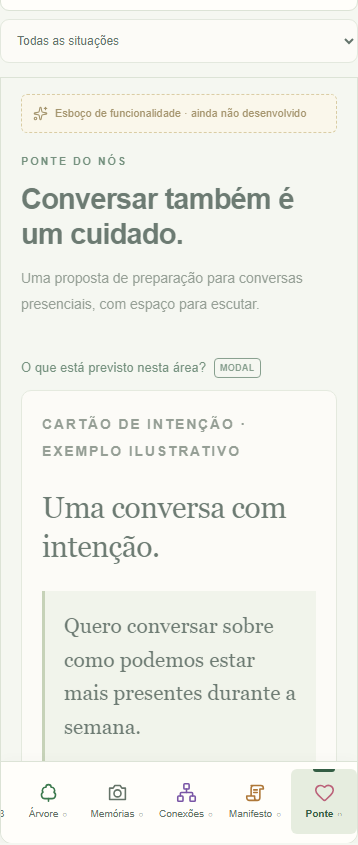 Todas as situações
Esboço de funcionalidade · ainda não desenvolvido
PONTE DO NÓS
Conversar também é
um cuidado.
Uma proposta de preparação para conversas
presenciais, com espaço para escutar.
O que está previsto nesta área? MODAL
CARTÃO DE INTENÇÃO ·
EXEMPLO ILUSTRATIVO
Uma conversa com
intenção.
Quero conversar sobre
como podemos estar
mais presentes durante a
semana.
Árvore Memórias Conexões Manifesto Ponte